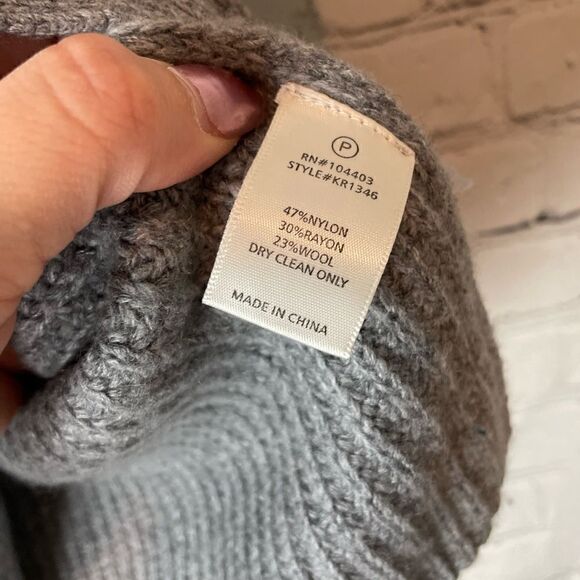 P
RN#104403
STYLE#KR1346
47%NYLON
30%RAYON
23%WOOL
DRY CLEAN ONLY
MADE IN CHINA